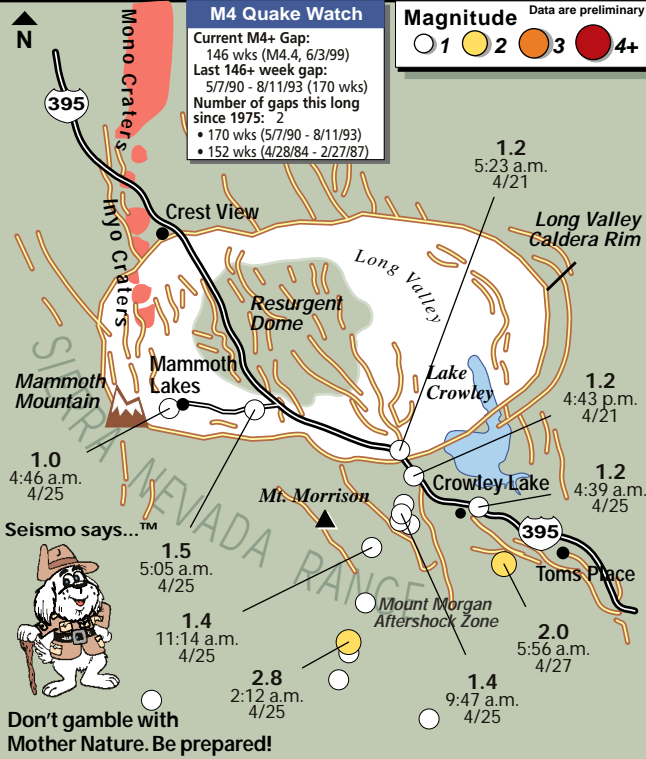 N
M4 Quake Watch
Current M4+ Gap:
146 wks (M4.4, 6/3/99)
Last 146+ week gap:
5/7/90 - 8/11/93 (170 wks)
Number of gaps this long
since 1975: 2
• 170 wks (5/7/90 - 8/11/93)
• 152 wks (4/28/84 - 2/27/87)
Data are preliminary
Magnitude
1 2 3 4+
395
Mono Craters
Inyo Craters
Crest View
1.2
5:23 a.m.
4/21
Long Valley
Caldera Rim
Long Valley
Resurgent
Dome
Mammoth
Lakes
Mammoth
Mountain
Lake
Crowley
1.2
4:43 p.m.
4/21
1.0
4:46 a.m.
4/25
SIERRA NEVADA RANGE
Mt. Morrison
Crowley Lake
1.2
4:39 a.m.
4/25
395
Toms Place
Seismo says...™
1.5
5:05 a.m.
4/25
1.4
11:14 a.m.
4/25
Mount Morgan
Aftershock Zone
2.0
5:56 a.m.
4/27
2.8
2:12 a.m.
4/25
1.4
9:47 a.m.
4/25
Don't gamble with
Mother Nature. Be prepared!